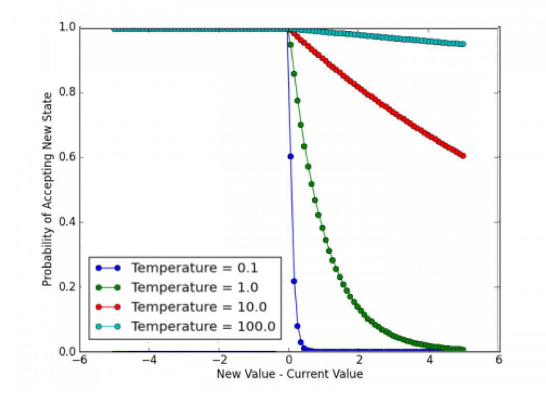 1.0
0.8
0.6
0.4
0.2
0.0
Probability of Accepting New State
Temperature = 0.1
Temperature = 1.0
Temperature = 10.0
Temperature = 100.0
−6 −4 −2 0 2 4 6
New Value - Current Value